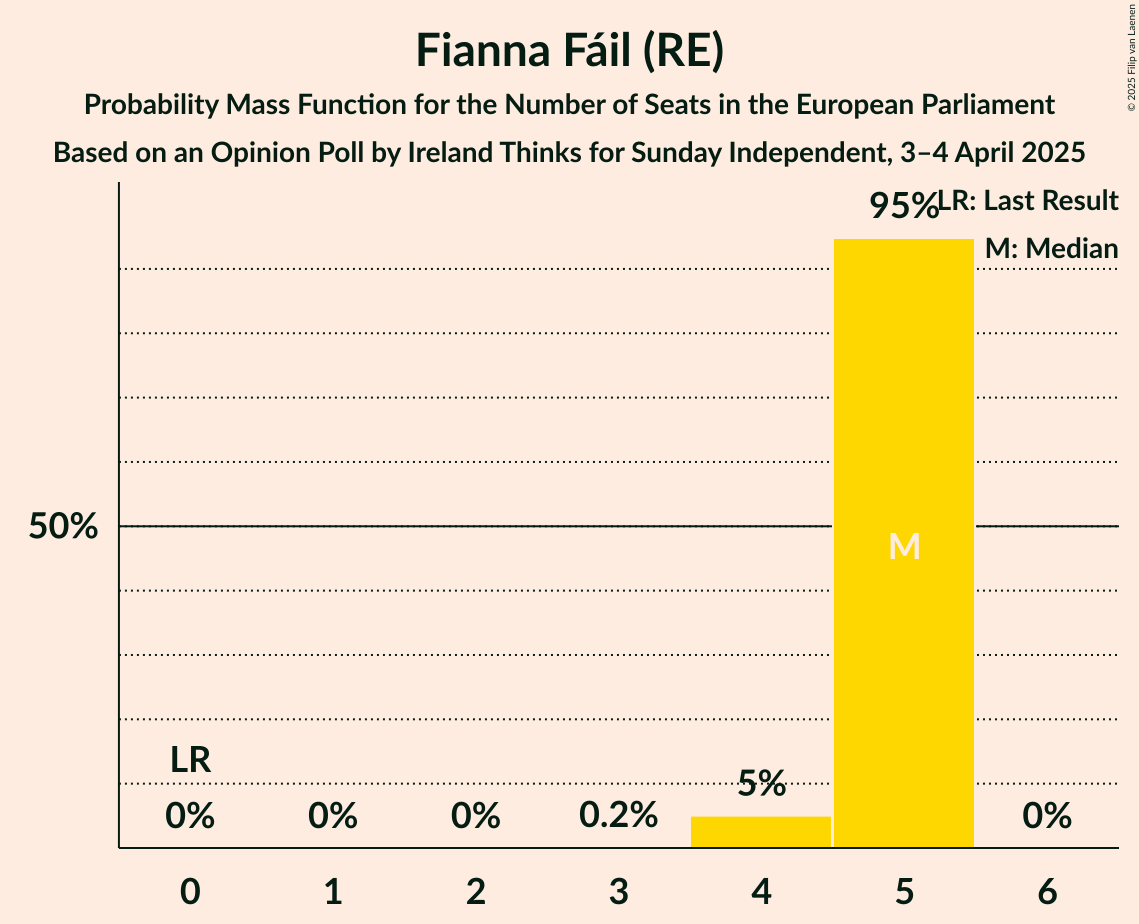 Fianna Fáil (RE)
Probability Mass Function for the Number of Seats in the European Parliament
Based on an Opinion Poll by Ireland Thinks for Sunday Independent, 3–4 April 2025
© 2025 Filip van Laenen
95%
LR: Last Result
M: Median
50%
M
LR
5%
0% 0% 0% 0.2% 0%
0 1 2 3 4 5 6